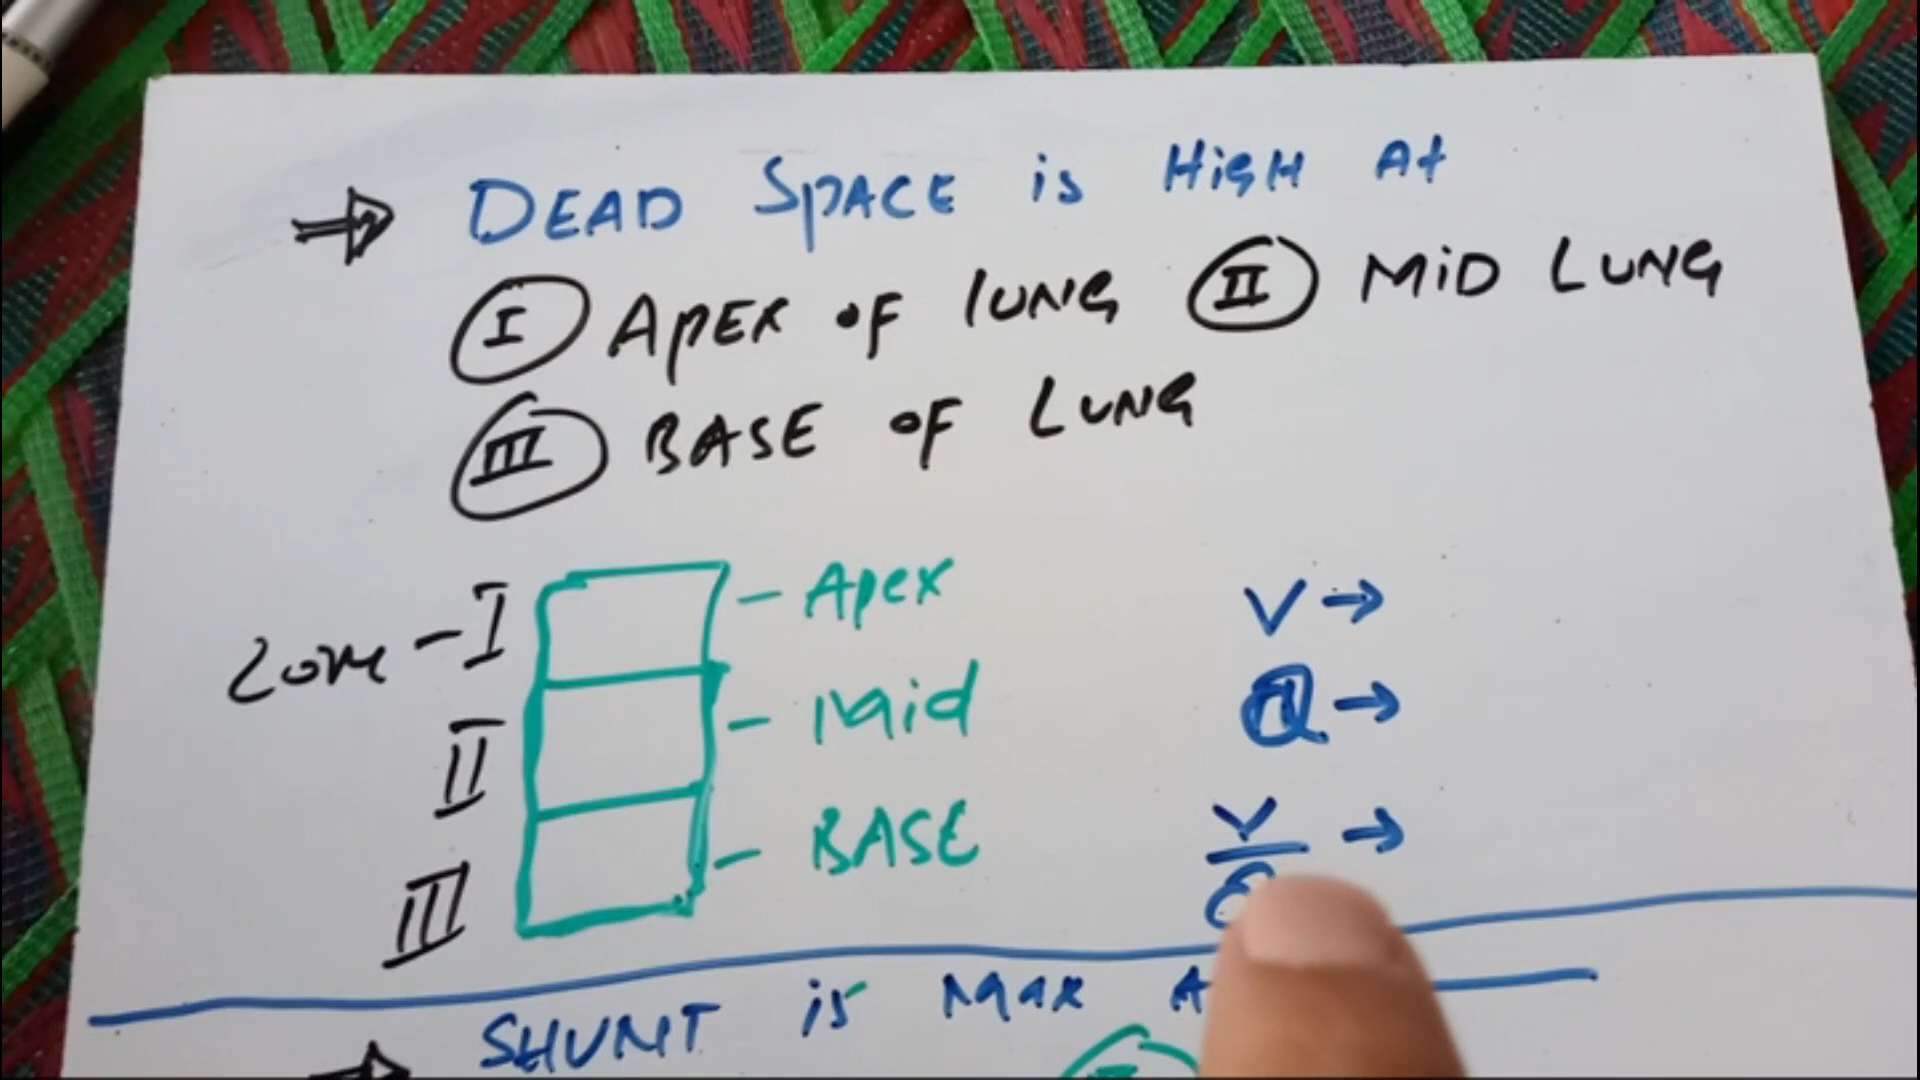 DEAD SPACE is HIGH At
I APEX OF lUNG II MiD LUNG
III BASE OF LUNG
Zone - I - Apex V →
II - Mid Q →
III - BASE V →
SHUNT is Max